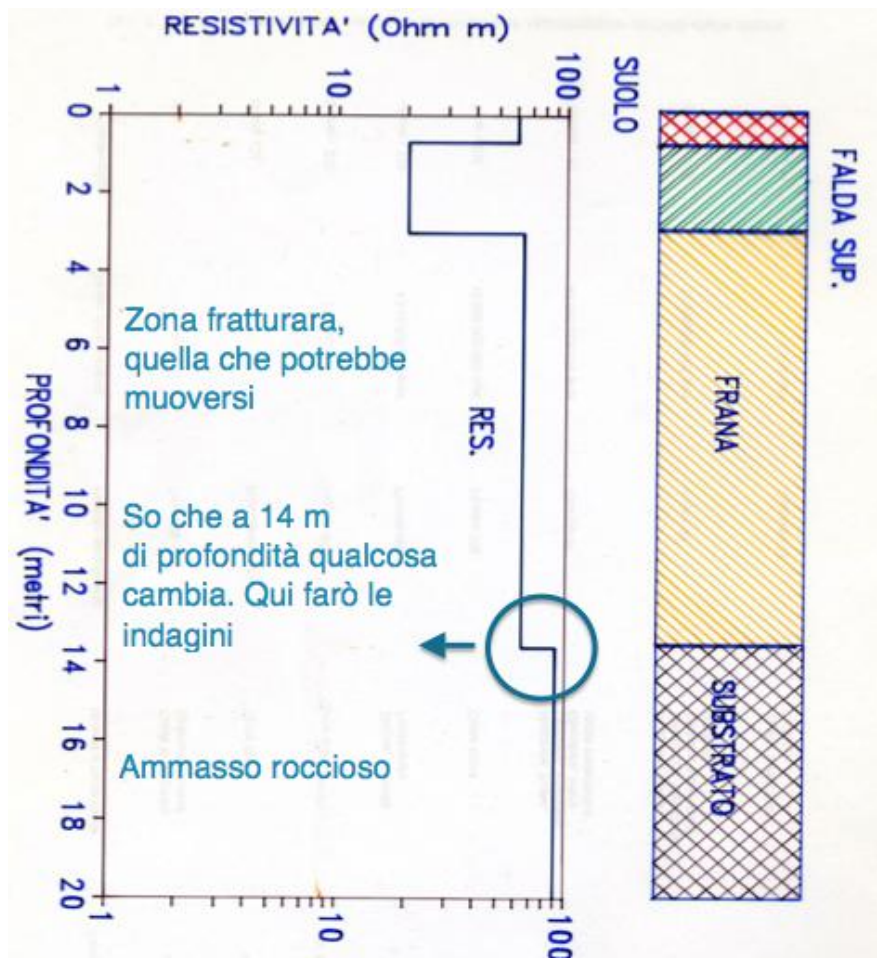 RESISTIVITA' (Ohm m)
1
10
100
SUOLO
FALDA SUP.
0
2
4
6
8
10
12
14
16
18
20
PROFONDITA' (metri)
Zona fratturara,
quella che potrebbe
muoversi
RES.
FRANA
So che a 14 m
di profondità qualcosa
cambia. Qui farò le
indagini
SUBSTRATO
Ammasso roccioso
1
10
100